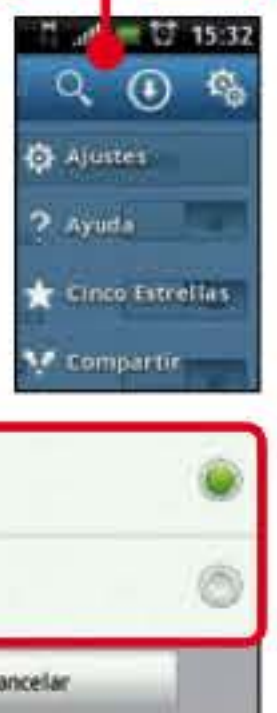 15:32
Ajustes
? Ayuda
Cinco Estrellas
Compartir
ancelar